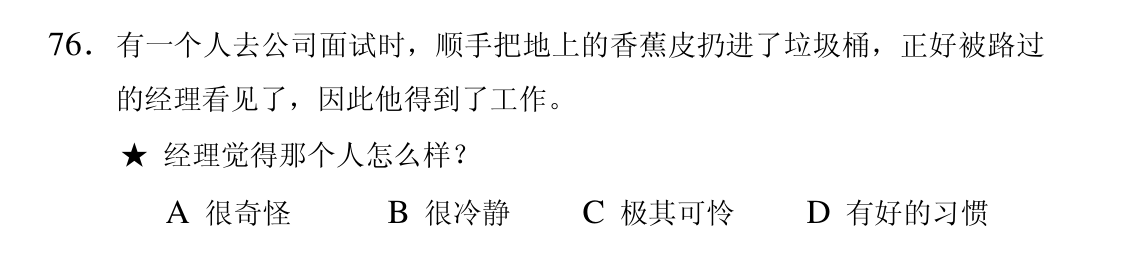 76. 有一个人去公司面试时，顺手把地上的香蕉皮扔进了垃圾桶，正好被路过
的经理看见了，因此他得到了工作。
★ 经理觉得那个人怎么样？
A 很奇怪 B 很冷静 C 极其可怜 D 有好的习惯